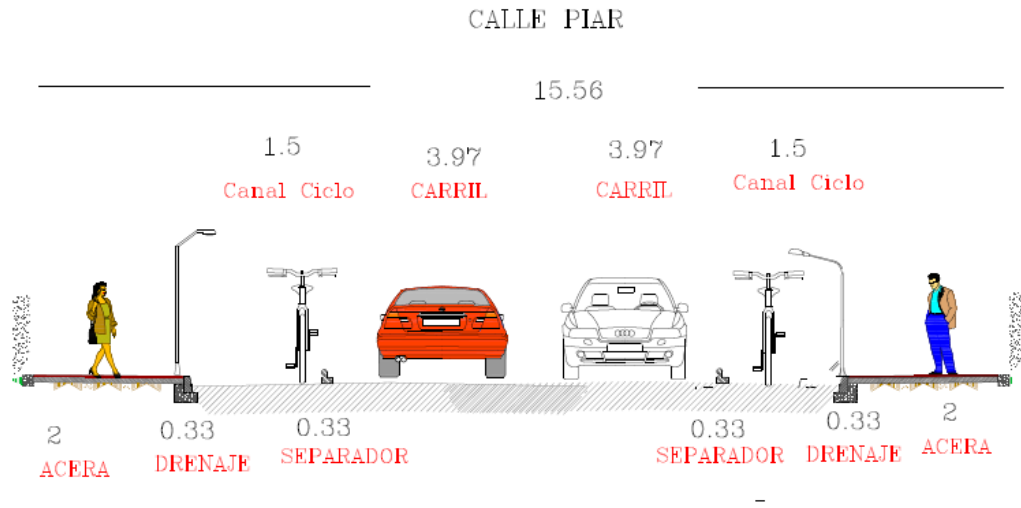 CALLE PIAR
15.56
1.5 3.97 3.97 1.5
Canal Ciclo CARRIL CARRIL Canal Ciclo
2 0.33 0.33 0.33 0.33 2
ACERA DRENAJE SEPARADOR SEPARADOR DRENAJE ACERA